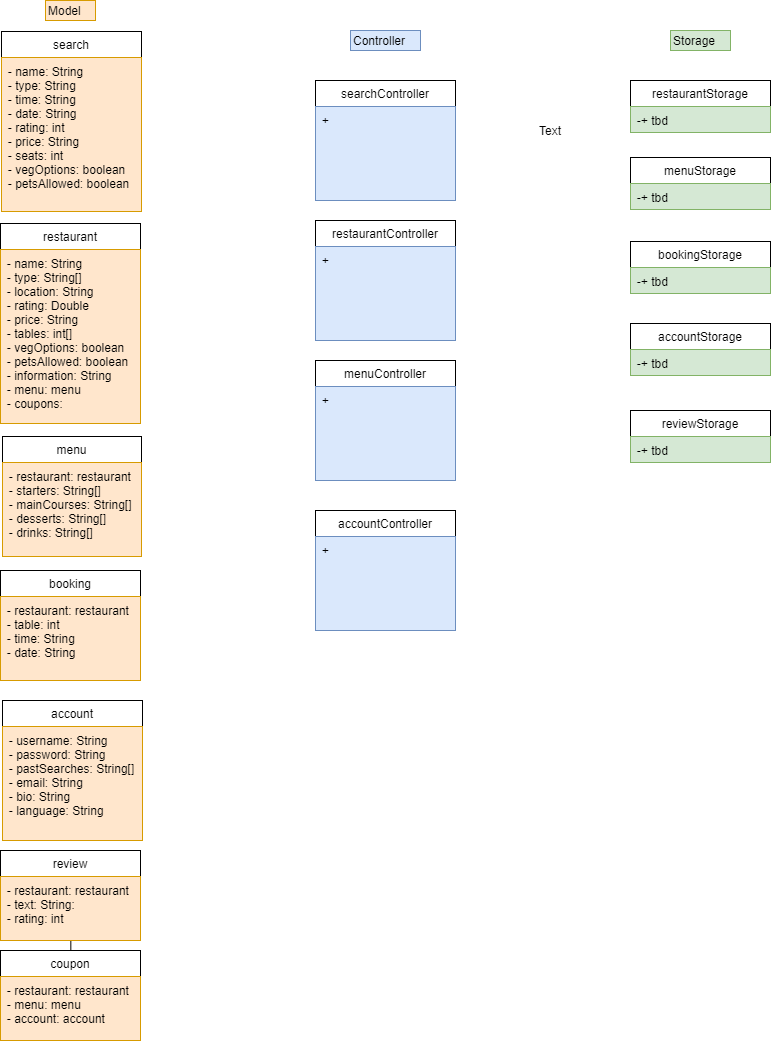 Model
search
- name: String
- type: String
- time: String
- date: String
- rating: int
- price: String
- seats: int
- vegOptions: boolean
- petsAllowed: boolean
restaurant
- name: String
- type: String[]
- location: String
- rating: Double
- price: String
- tables: int[]
- vegOptions: boolean
- petsAllowed: boolean
- information: String
- menu: menu
- coupons:
menu
- restaurant: restaurant
- starters: String[]
- mainCourses: String[]
- desserts: String[]
- drinks: String[]
booking
- restaurant: restaurant
- table: int
- time: String
- date: String
account
- username: String
- password: String
- pastSearches: String[]
- email: String
- bio: String
- language: String
review
- restaurant: restaurant
- text: String:
- rating: int
coupon
- restaurant: restaurant
- menu: menu
- account: account
Controller
searchController
+
restaurantController
+
menuController
+
accountController
+
Text
Storage
restaurantStorage
-+ tbd
menuStorage
-+ tbd
bookingStorage
-+ tbd
accountStorage
-+ tbd
reviewStorage
-+ tbd